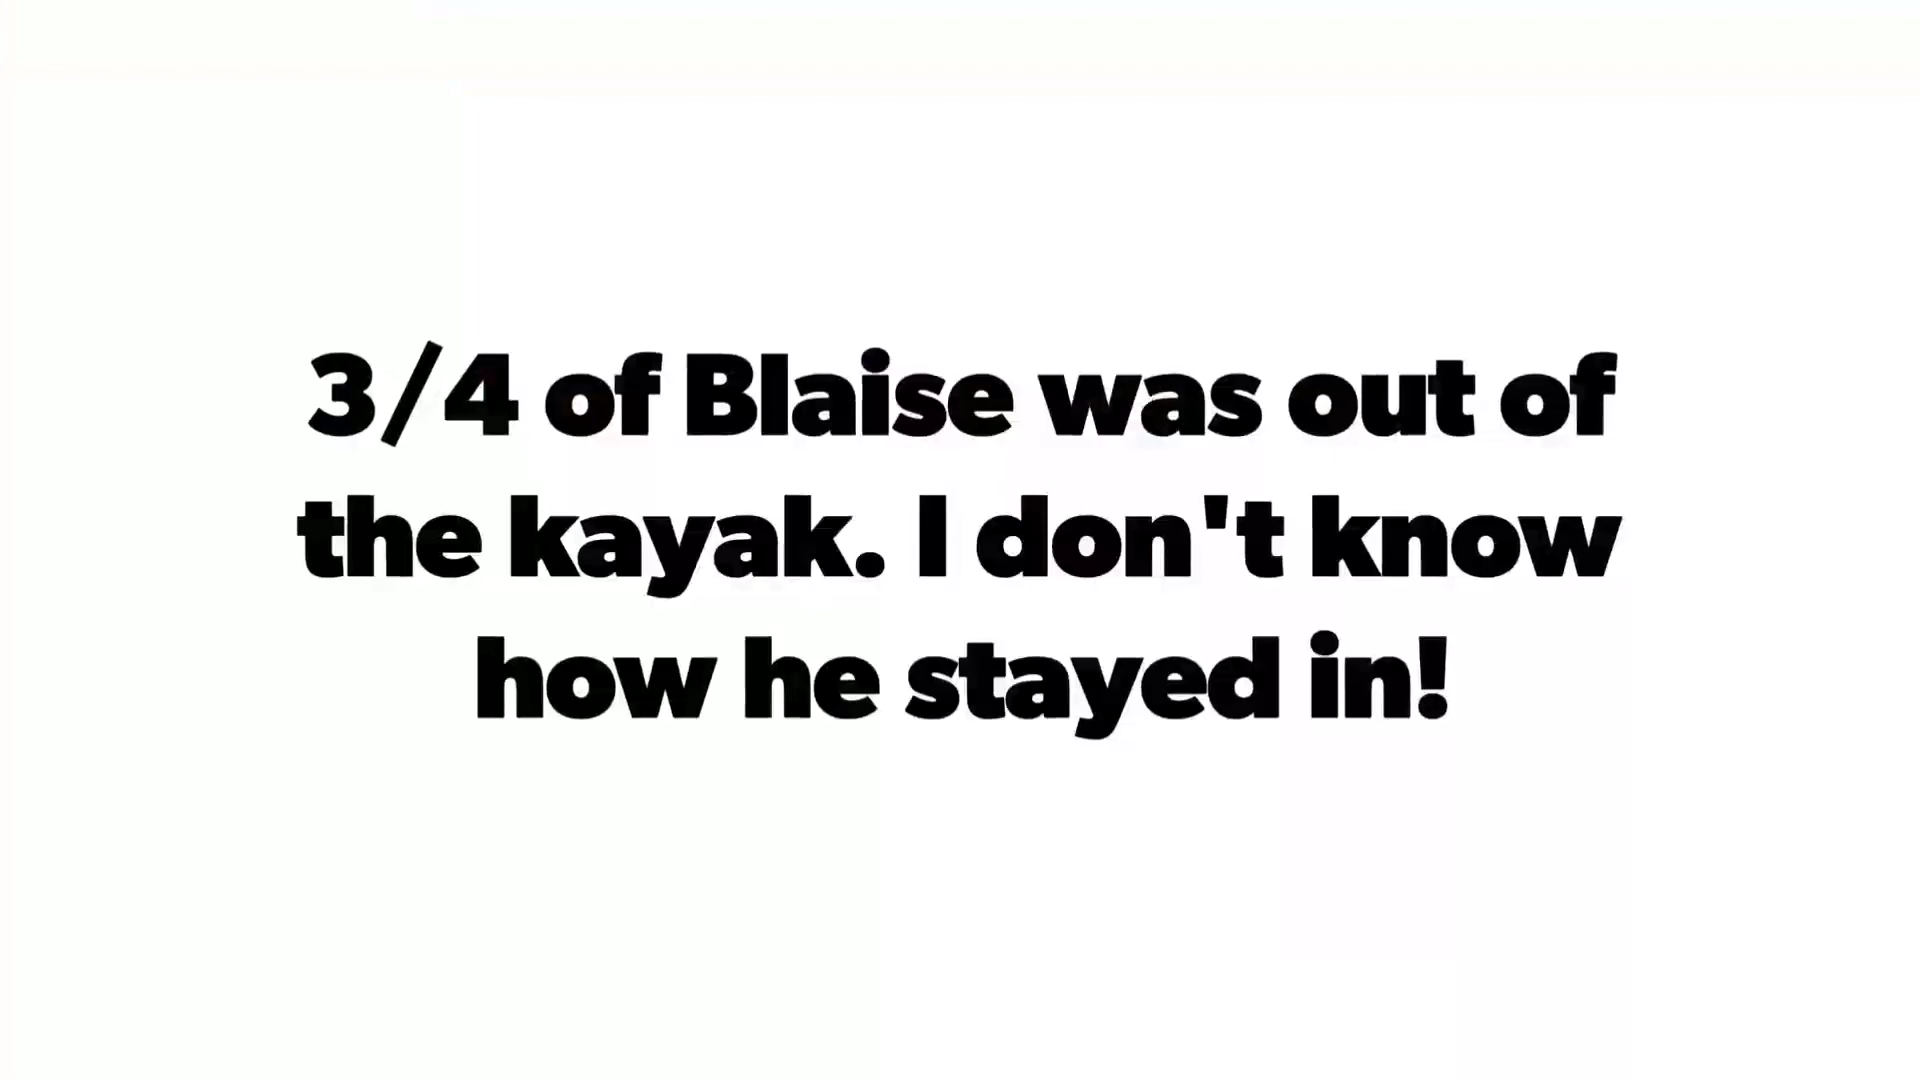 3/4 of Blaise was out of
the kayak. I don't know
how he stayed in!